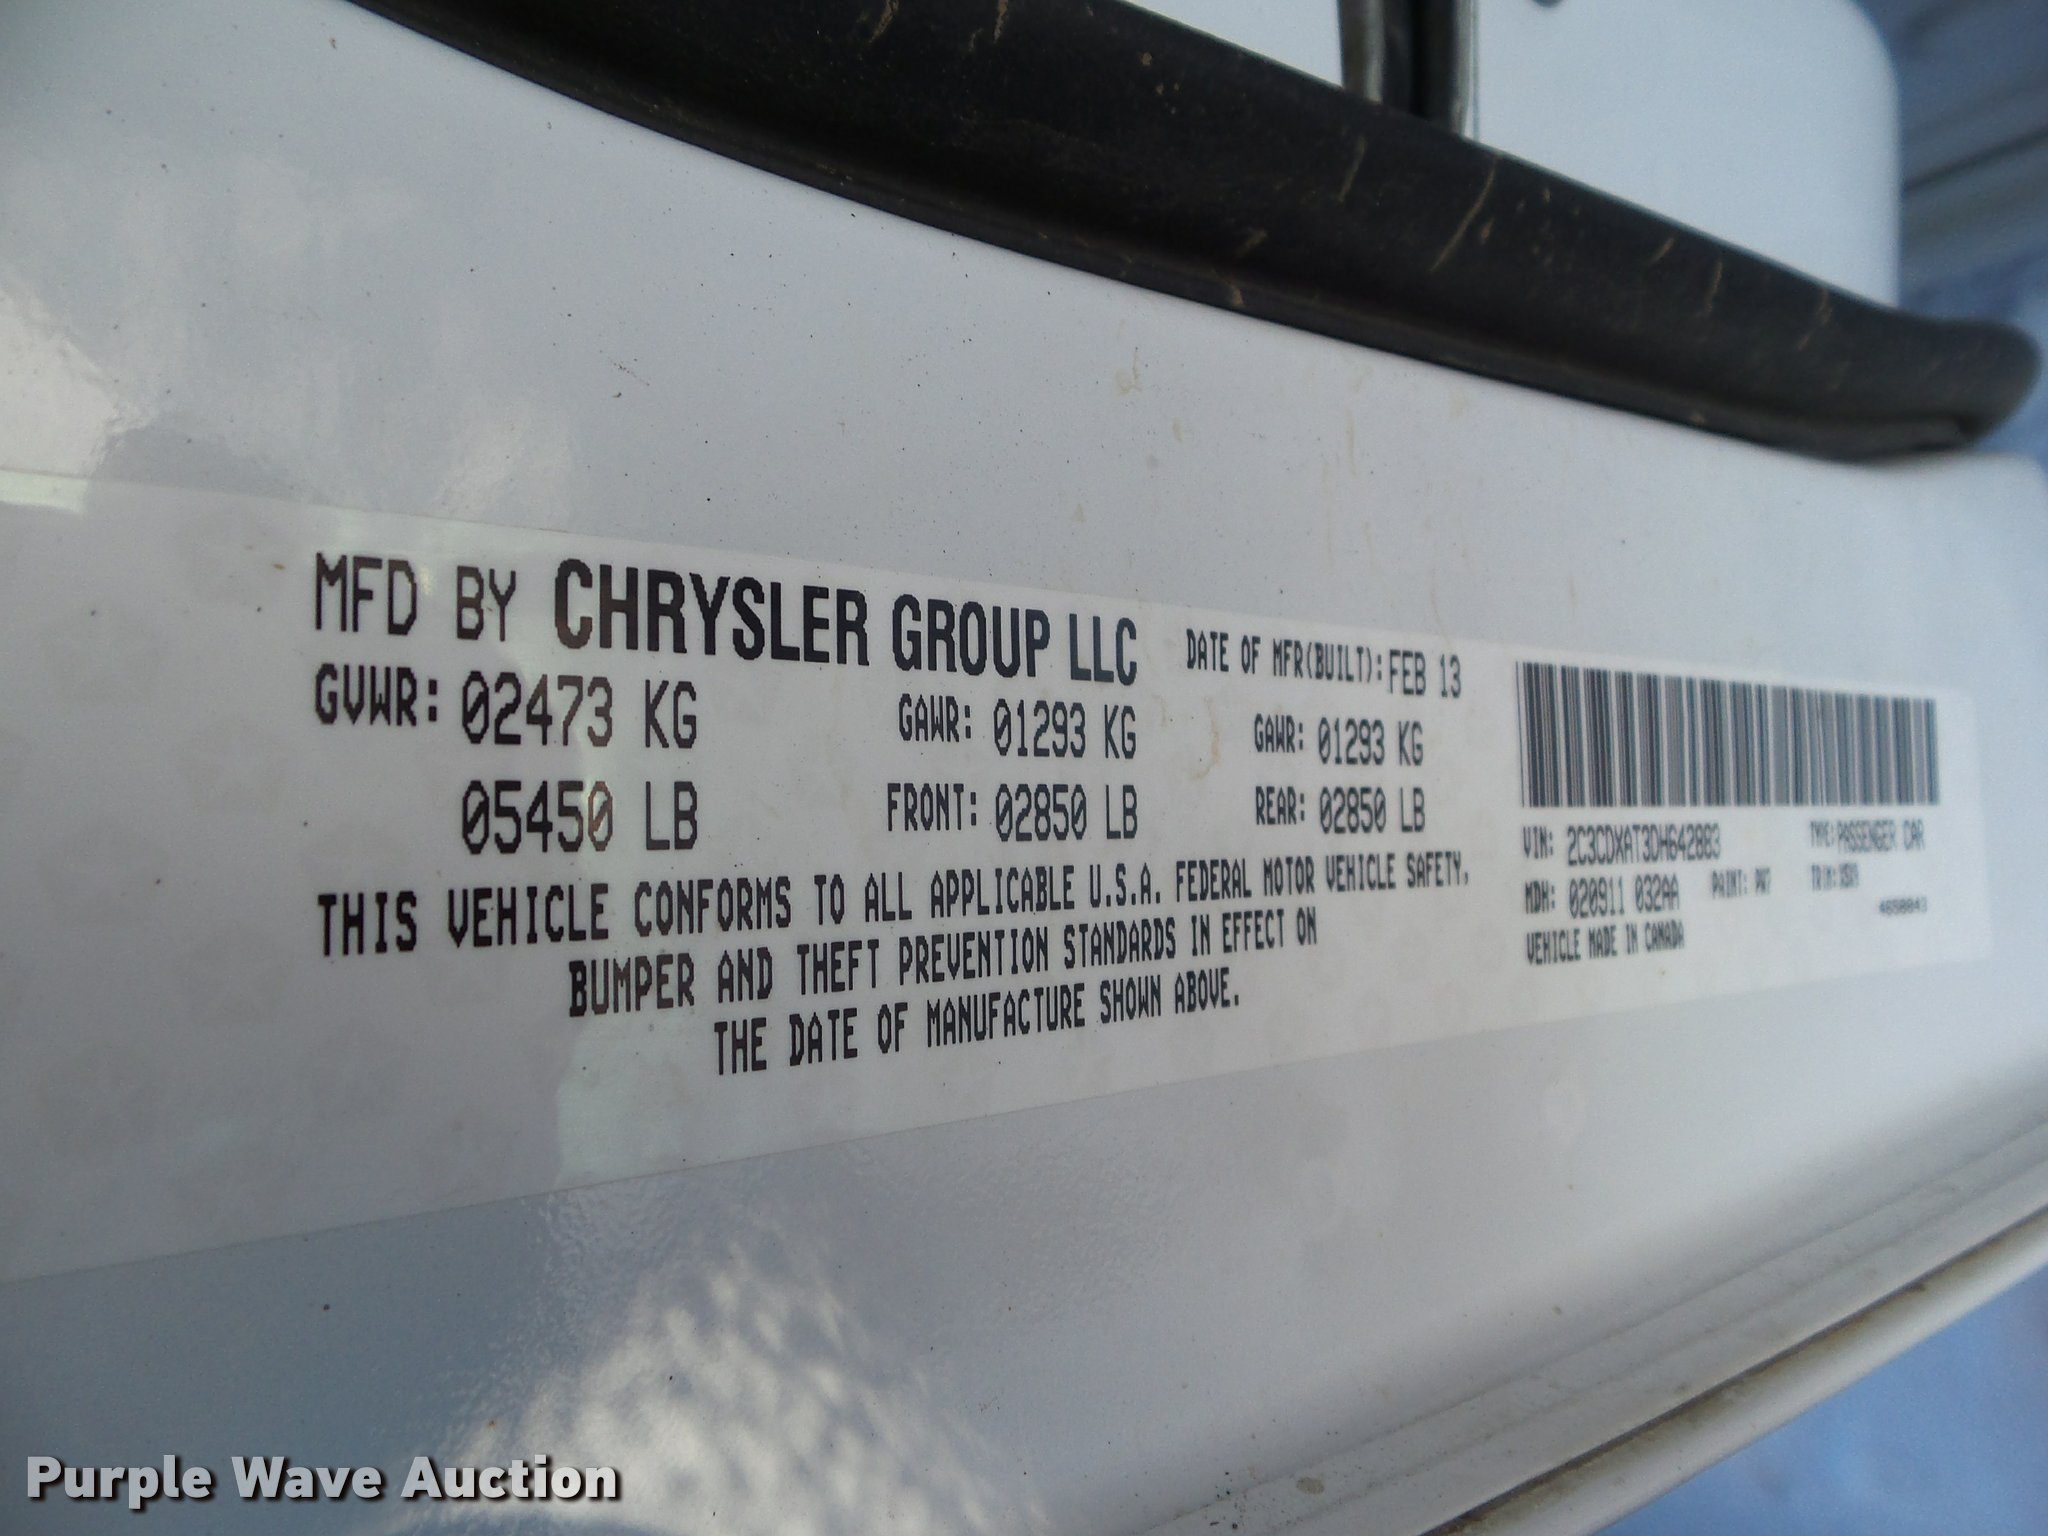 MFD BY CHRYSLER GROUP LLC DATE OF MFR(BUILT): FEB 13
GVWR: 02473 KG GAWR: 01293 KG GAWR: 01293 KG
05450 LB FRONT: 02850 LB REAR: 02850 LB
THIS VEHICLE CONFORMS TO ALL APPLICABLE U.S.A. FEDERAL MOTOR VEHICLE SAFETY,
BUMPER AND THEFT PREVENTION STANDARDS IN EFFECT ON
THE DATE OF MANUFACTURE SHOWN ABOVE.
VIN: TYPE: PASSENGER CAR
MDH: 020911 032AA PAINT: PW7 TRIM:
VEHICLE MADE IN CANADA
Purple Wave Auction